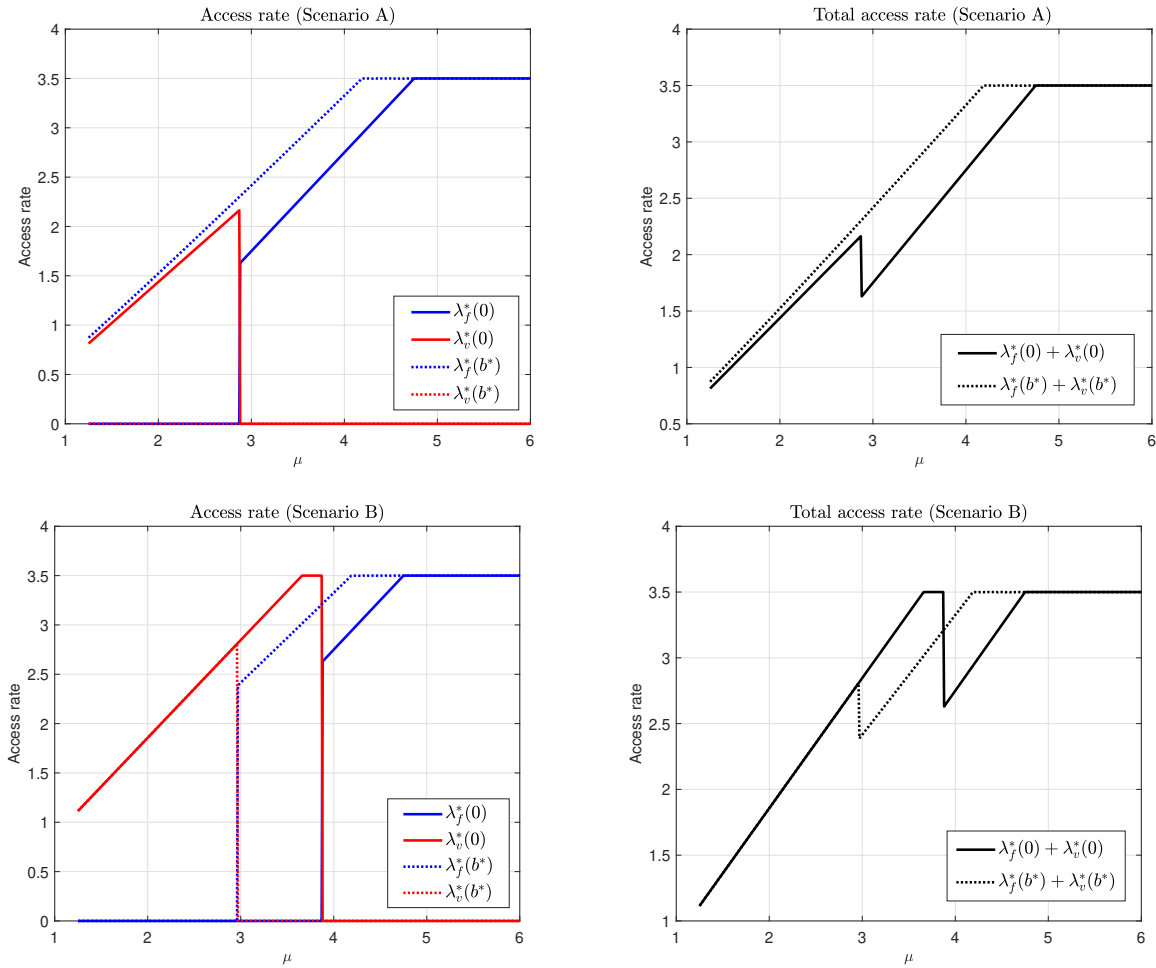 Access rate (Scenario A)
4
3.5
3
2.5
2
1.5
1
0.5
0
Access rate
1 2 3 4 5 6
μ
λ*f(0)
λ*v(0)
λ*f(b*)
λ*v(b*)
Total access rate (Scenario A)
4
3.5
3
2.5
2
1.5
1
0.5
Access rate
1 2 3 4 5 6
μ
λ*f(0) + λ*v(0)
λ*f(b*) + λ*v(b*)
Access rate (Scenario B)
4
3.5
3
2.5
2
1.5
1
0.5
0
Access rate
1 2 3 4 5 6
μ
λ*f(0)
λ*v(0)
λ*f(b*)
λ*v(b*)
Total access rate (Scenario B)
4
3.5
3
2.5
2
1.5
1
Access rate
1 2 3 4 5 6
μ
λ*f(0) + λ*v(0)
λ*f(b*) + λ*v(b*)